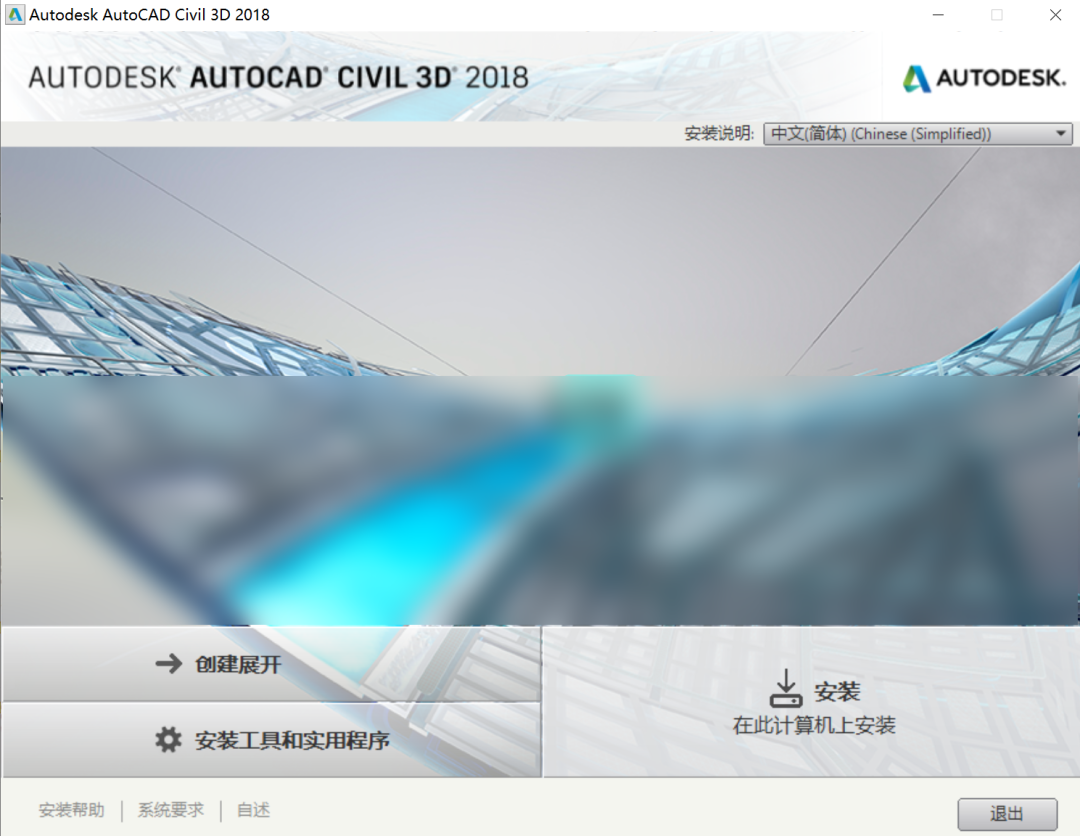 Autodesk AutoCAD Civil 3D 2018
AUTODESK® AUTOCAD® CIVIL 3D® 2018
AUTODESK.
安装说明: 中文(简体) (Chinese (Simplified))
创建展开
安装工具和实用程序
安装
在此计算机上安装
安装帮助 | 系统要求 | 自述
退出